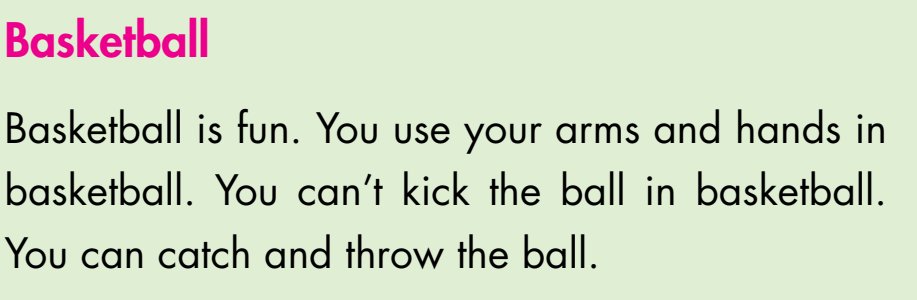 Basketball
Basketball is fun. You use your arms and hands in
basketball. You can’t kick the ball in basketball.
You can catch and throw the ball.